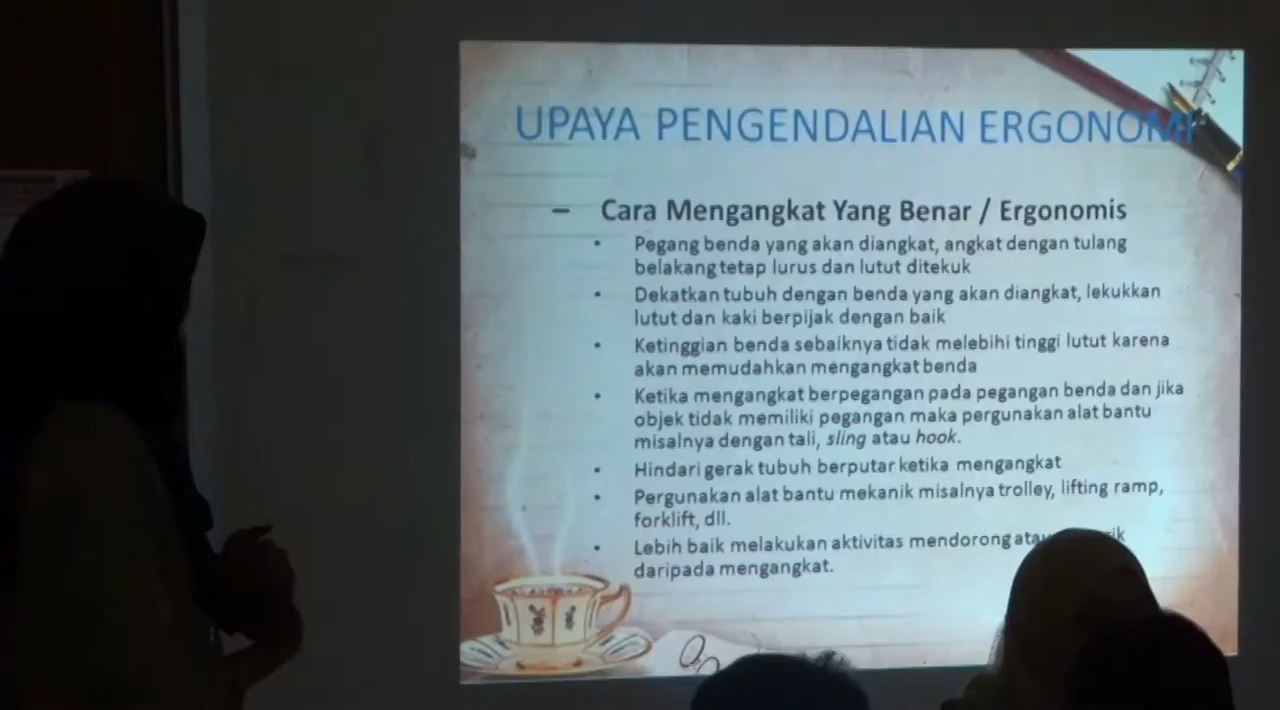 UPAYA PENGENDALIAN ERGONOMI
– Cara Mengangkat Yang Benar / Ergonomis
• Pegang benda yang akan diangkat, angkat dengan tulang
belakang tetap lurus dan lutut ditekuk
• Dekatkan tubuh dengan benda yang akan diangkat, lekukkan
lutut dan kaki berpijak dengan baik
• Ketinggian benda sebaiknya tidak melebihi tinggi lutut karena
akan memudahkan mengangkat benda
• Ketika mengangkat berpegangan pada pegangan benda dan jika
objek tidak memiliki pegangan maka pergunakan alat bantu
misalnya dengan tali, sling atau hook.
• Hindari gerak tubuh berputar ketika mengangkat
• Pergunakan alat bantu mekanik misalnya trolley, lifting ramp,
forklift, dll.
• Lebih baik melakukan aktivitas mendorong
daripada mengangkat.